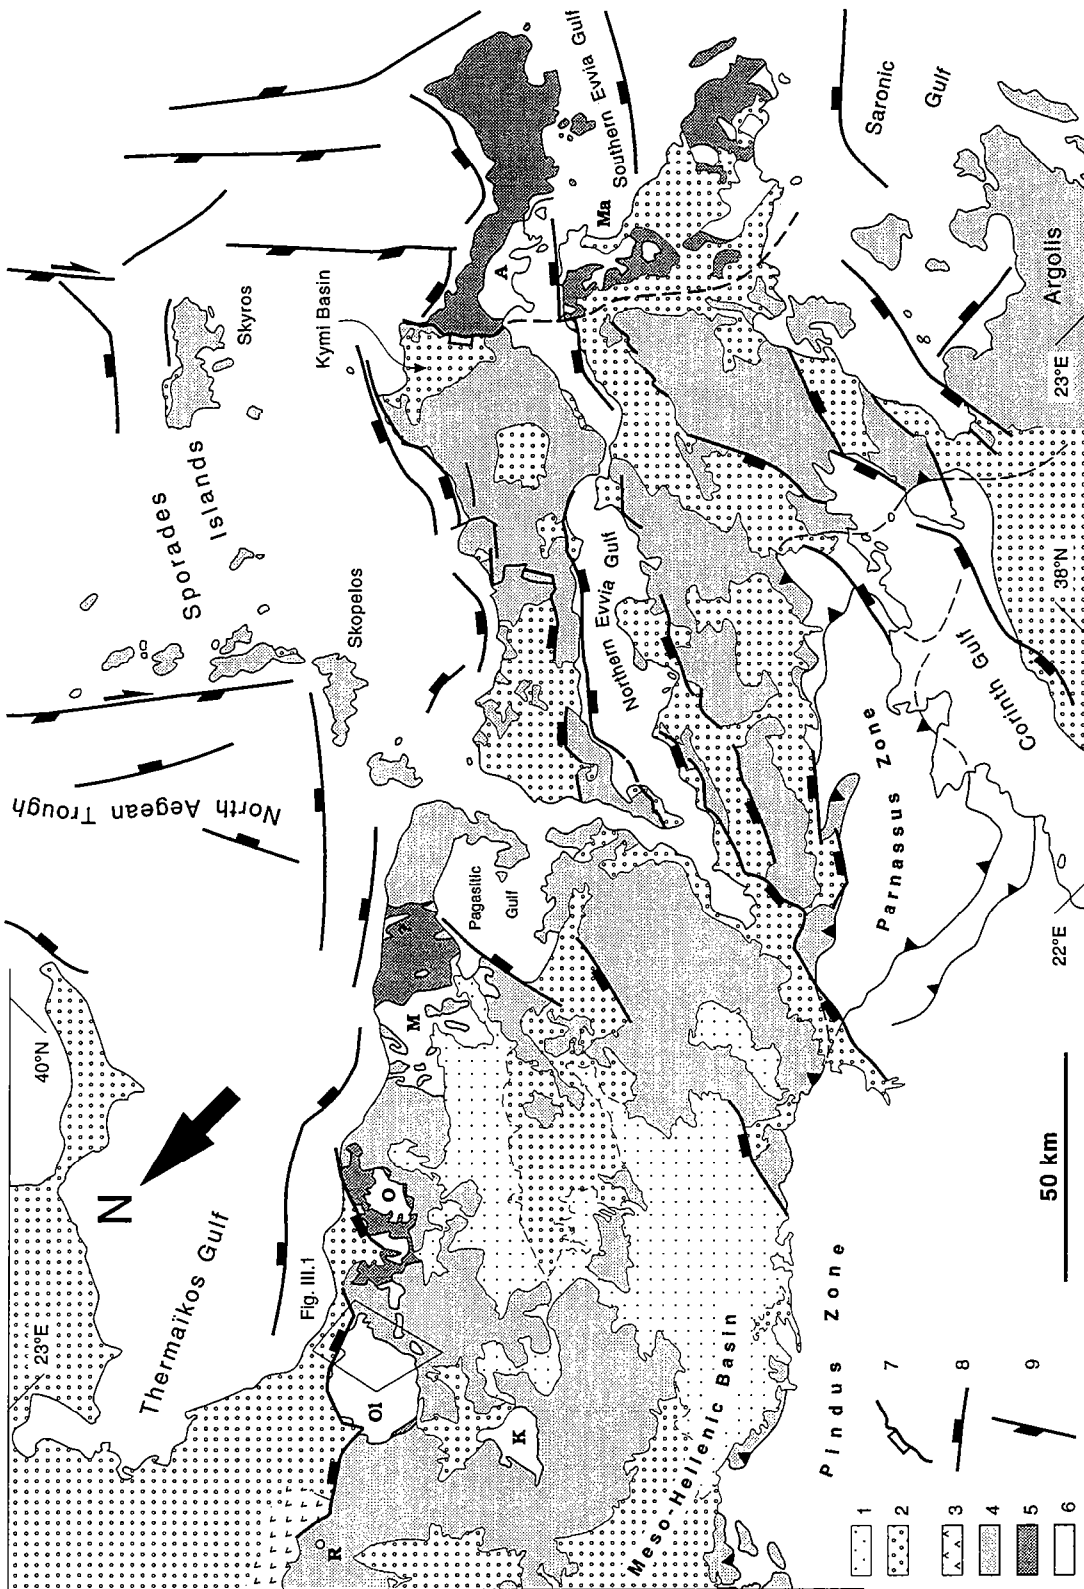 Saronic
Gulf
Southern Evvia Gulf
Ma
A
Argolis
23°E
Skyros
Kymi Basin
Sporades
Islands
Skopelos
Northern Evvia Gulf
38°N
Corinth Gulf
Parnassus Zone
22°E
North Aegean Trough
Pagasitic
Gulf
?
M
40°N
N
O
Fig. III.1
Thermaïkos Gulf
23°E
Ol
K
R
50 km
Meso-Hellenic Basin
Pindus Zone
1
2
3
4
5
6
7
8
9